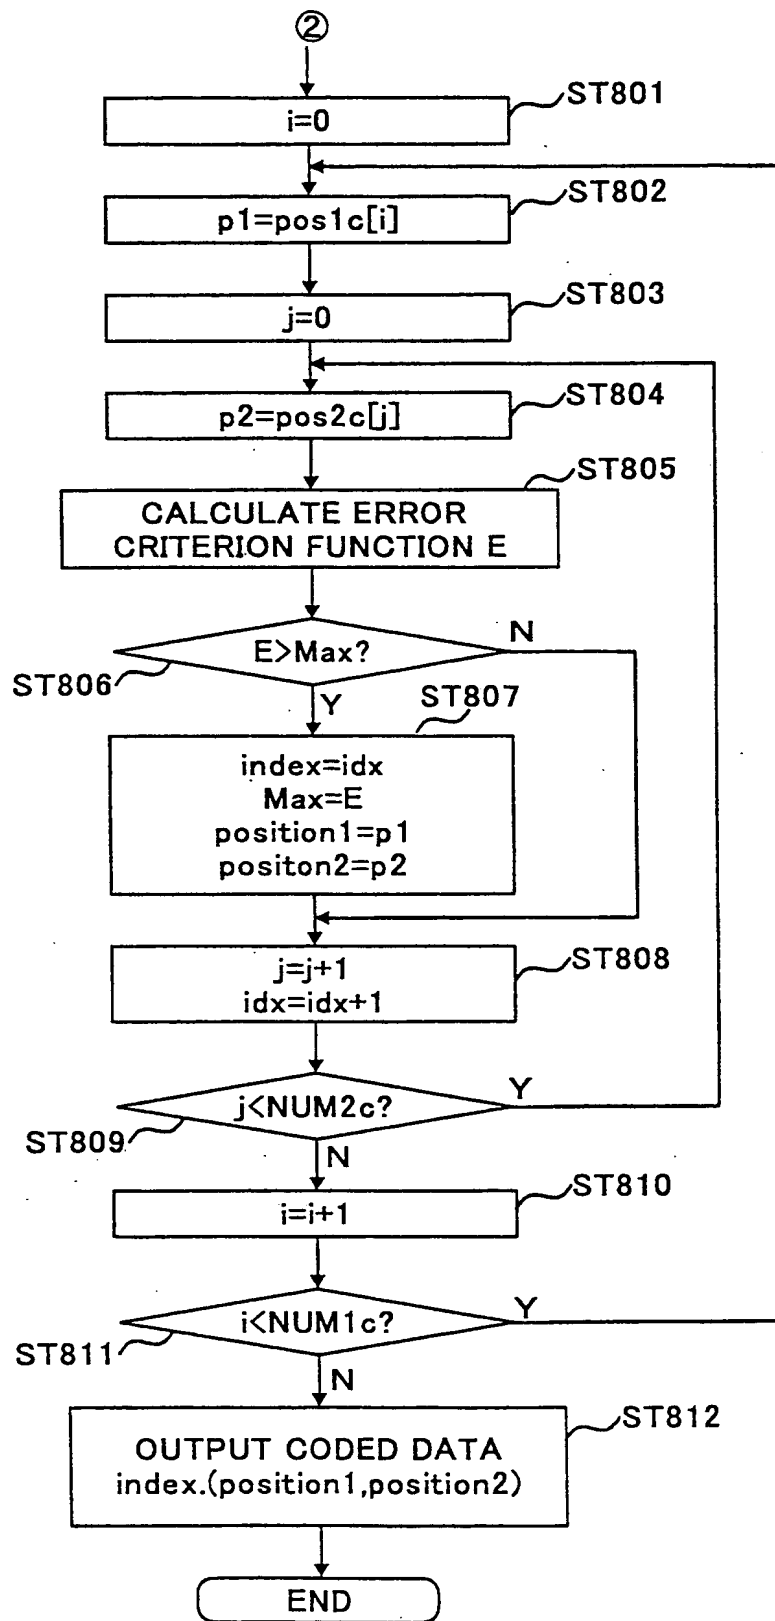 ②
ST801
i=0
ST802
p1=pos1c[i]
ST803
j=0
ST804
p2=pos2c[j]
ST805
CALCULATE ERROR
CRITERION FUNCTION E
E>Max?
N
ST806
Y
ST807
index=idx
Max=E
position1=p1
positon2=p2
ST808
j=j+1
idx=idx+1
j<NUM2c?
Y
ST809
N
ST810
i=i+1
i<NUM1c?
Y
ST811
N
ST812
OUTPUT CODED DATA
index.(position1,position2)
END